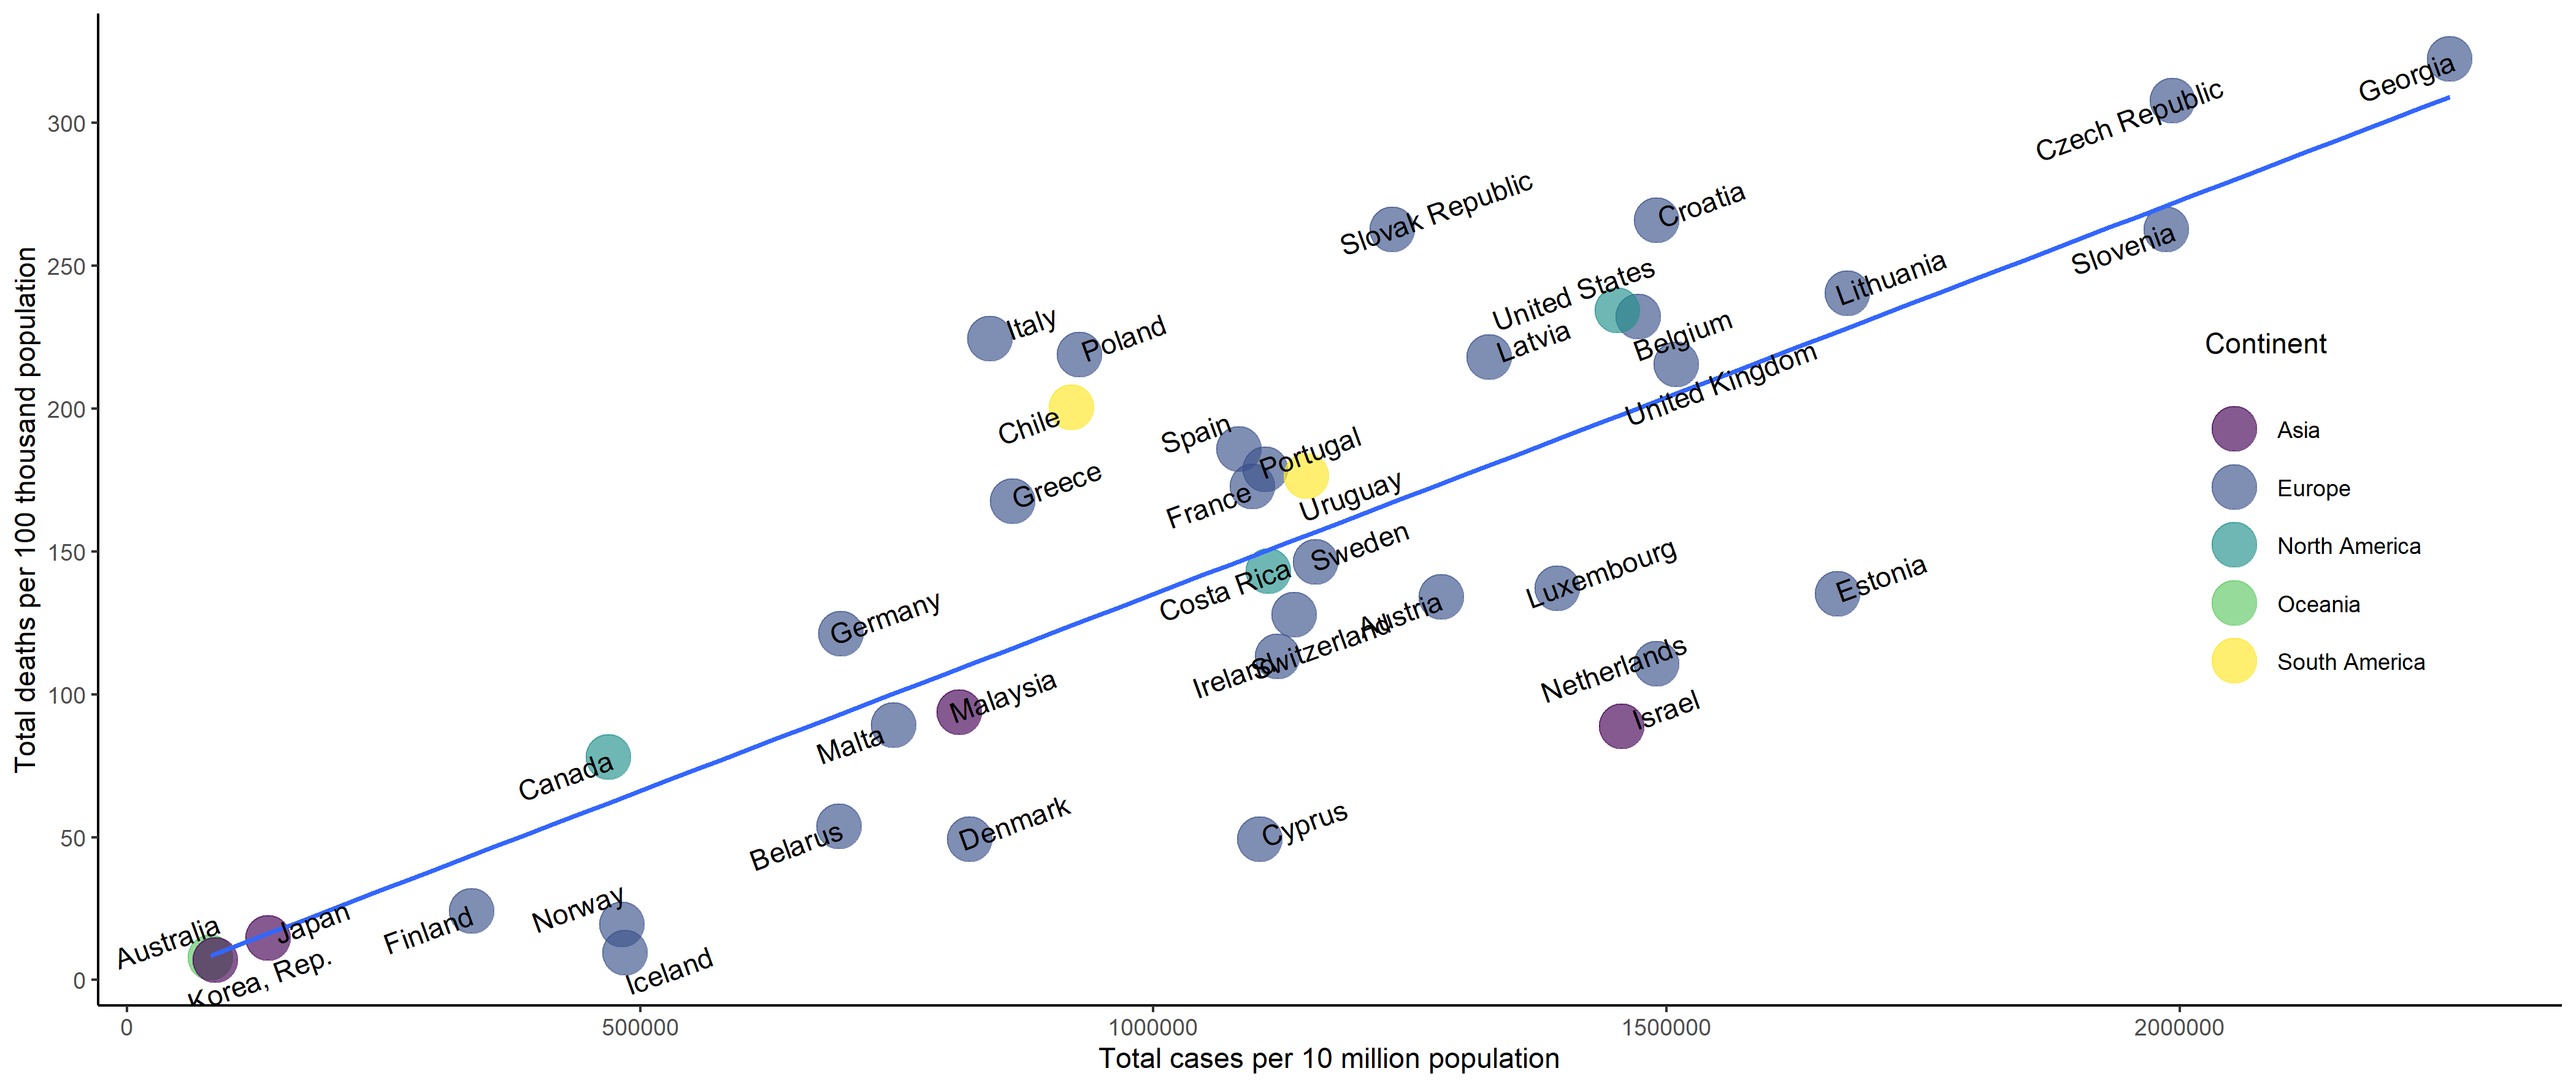 Total deaths per 100 thousand population
300
250
200
150
100
50
0
Georgia
Czech Republic
Slovak Republic
Croatia
Slovenia
Lithuania
United States
Italy
Poland
Latvia
Belgium
United Kingdom
Chile
Spain
Portugal
Greece
France
Uruguay
Sweden
Costa Rica
Luxembourg
Estonia
Germany
Austria
Switzerland
Ireland
Netherlands
Malaysia
Israel
Malta
Canada
Belarus
Denmark
Cyprus
Norway
Finland
Japan
Australia
Korea, Rep.
Iceland
Continent
Asia
Europe
North America
Oceania
South America
0
500000
1000000
1500000
2000000
Total cases per 10 million population